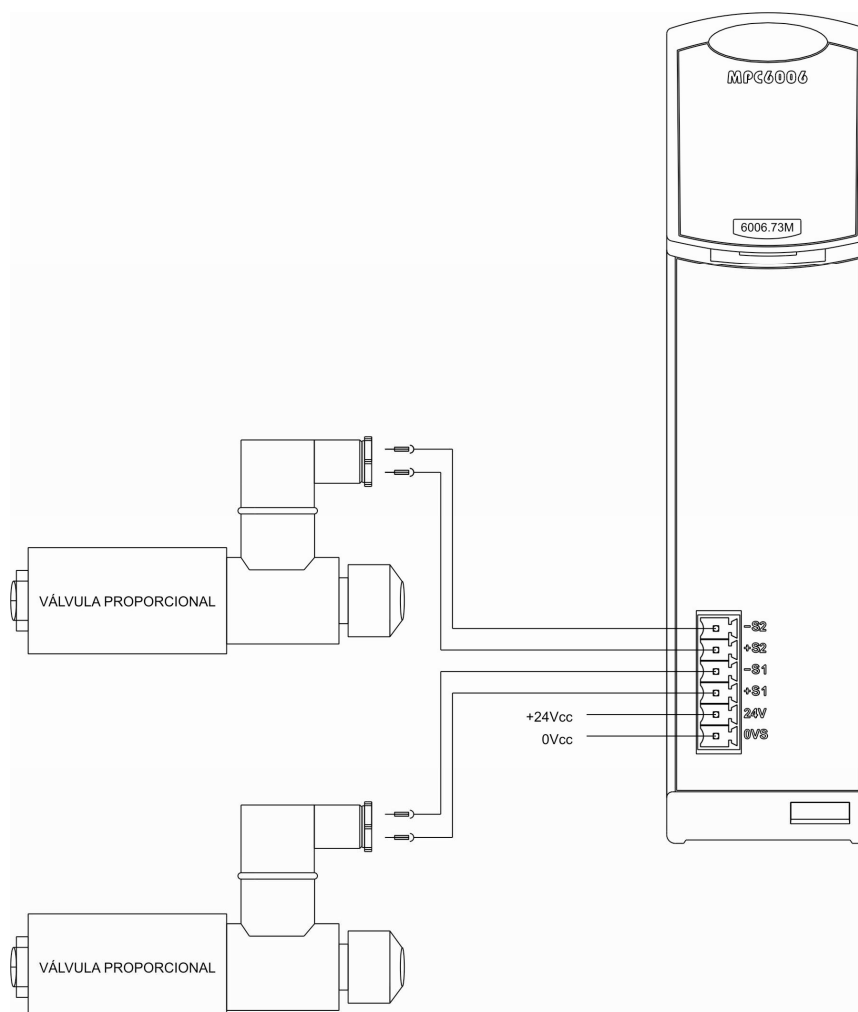 MPC6006
6006.73M
VÁLVULA PROPORCIONAL
-S2
+S2
-S1
+S1
+24Vcc
24V
0Vcc
0VS
VÁLVULA PROPORCIONAL